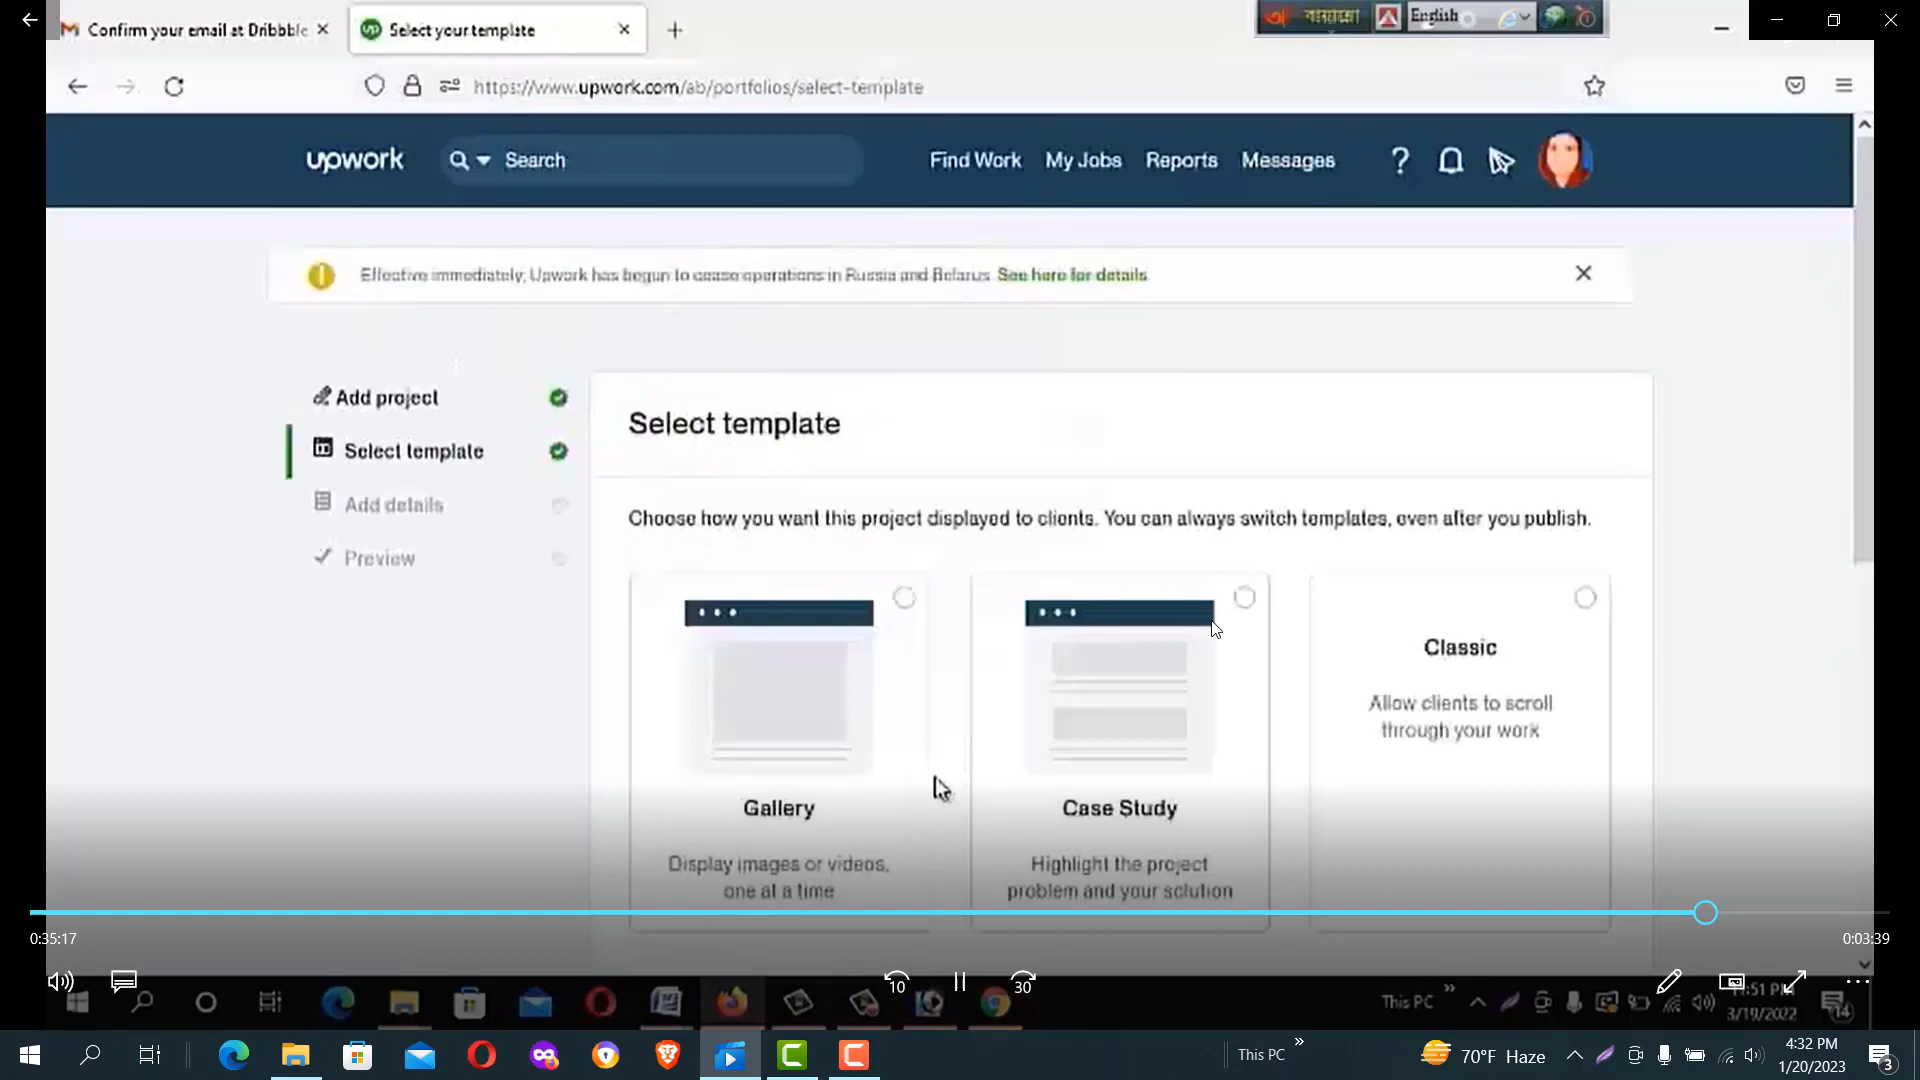 Confirm your email at Dribbble
Select your template
English
https://www.upwork.com/ab/portfolios/select-template
upwork
Search
Find Work
My Jobs
Reports
Messages
Effective immediately, Upwork has begun to cease operations in Russia and Belarus. See here for details.
Add project
Select template
Add details
Preview
Select template
Choose how you want this project displayed to clients. You can always switch templates, even after you publish.
Gallery
Display images or videos,
one at a time
Case Study
Highlight the project
problem and your solution
Classic
Allow clients to scroll
through your work
0:35:17
0:03:39
10
30
This PC
:51 PM
3/19/2022
14
This PC
70°F Haze
4:32 PM
1/20/2023
3